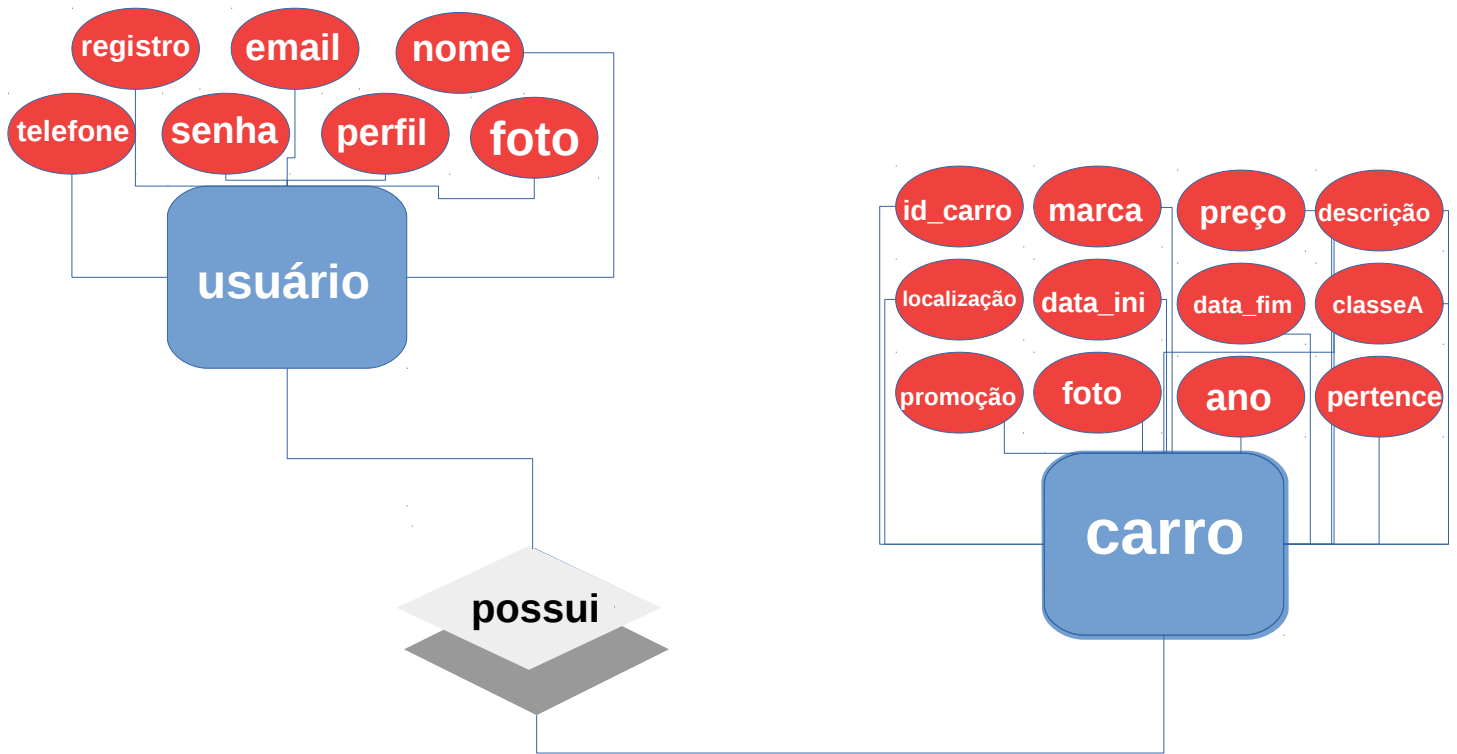 registro
email
nome
telefone
senha
perfil
foto
usuário
id_carro
marca
preço
descrição
localização
data_ini
data_fim
classeA
promoção
foto
ano
pertence
carro
possui